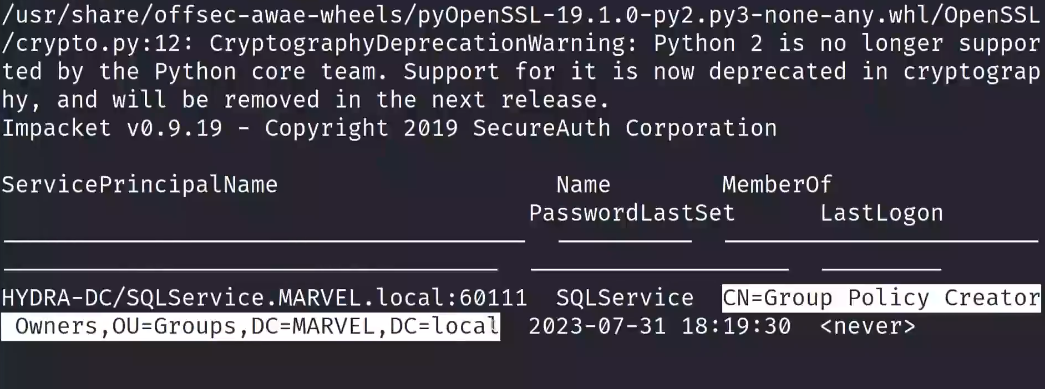 /usr/share/offsec-awae-wheels/pyOpenSSL-19.1.0-py2.py3-none-any.whl/OpenSSL
/crypto.py:12: CryptographyDeprecationWarning: Python 2 is no longer suppor
ted by the Python core team. Support for it is now deprecated in cryptograp
hy, and will be removed in the next release.
Impacket v0.9.19 - Copyright 2019 SecureAuth Corporation
ServicePrincipalName Name MemberOf
PasswordLastSet LastLogon
HYDRA-DC/SQLService.MARVEL.local:60111 SQLService CN=Group Policy Creator
Owners,OU=Groups,DC=MARVEL,DC=local 2023-07-31 18:19:30 <never>